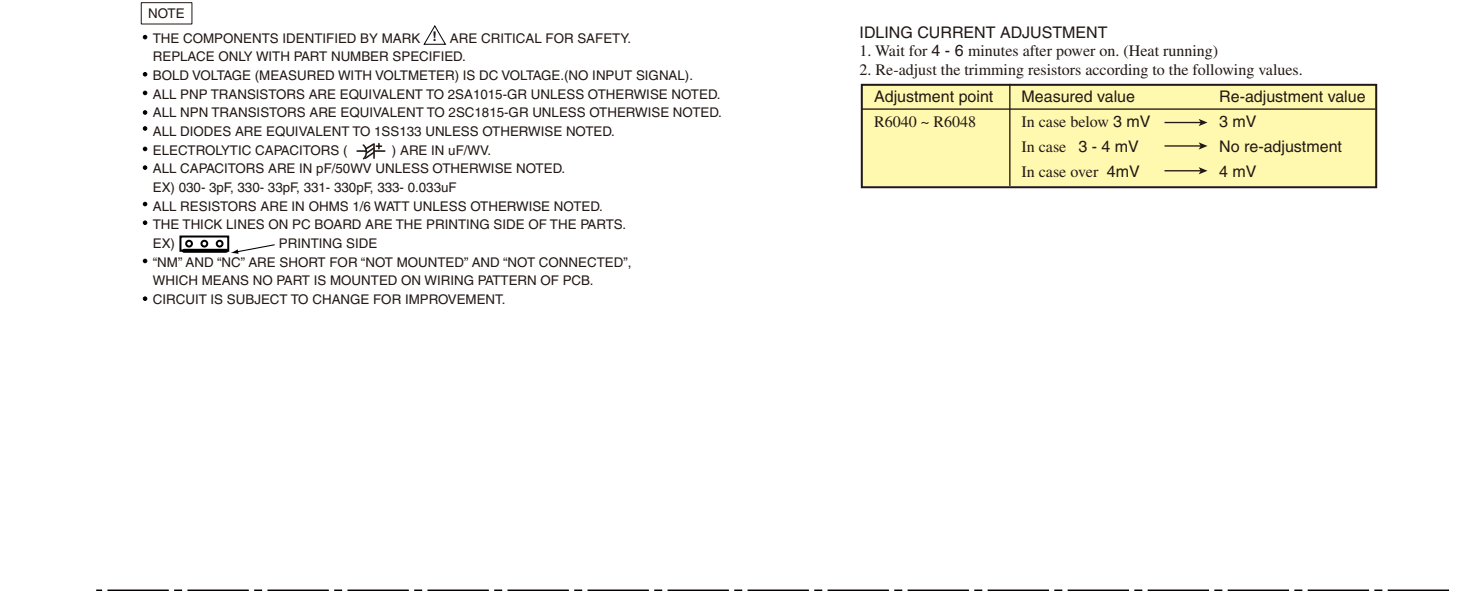 NOTE
• THE COMPONENTS IDENTIFIED BY MARK ⚠ ARE CRITICAL FOR SAFETY.
REPLACE ONLY WITH PART NUMBER SPECIFIED.
• BOLD VOLTAGE (MEASURED WITH VOLTMETER) IS DC VOLTAGE.(NO INPUT SIGNAL).
• ALL PNP TRANSISTORS ARE EQUIVALENT TO 2SA1015-GR UNLESS OTHERWISE NOTED.
• ALL NPN TRANSISTORS ARE EQUIVALENT TO 2SC1815-GR UNLESS OTHERWISE NOTED.
• ALL DIODES ARE EQUIVALENT TO 1SS133 UNLESS OTHERWISE NOTED.
• ELECTROLYTIC CAPACITORS ( + ) ARE IN uF/WV.
• ALL CAPACITORS ARE IN pF/50WV UNLESS OTHERWISE NOTED.
EX) 030- 3pF, 330- 33pF, 331- 330pF, 333- 0.033uF
• ALL RESISTORS ARE IN OHMS 1/6 WATT UNLESS OTHERWISE NOTED.
• THE THICK LINES ON PC BOARD ARE THE PRINTING SIDE OF THE PARTS.
EX) PRINTING SIDE
• “NM” AND “NC” ARE SHORT FOR “NOT MOUNTED” AND “NOT CONNECTED”,
WHICH MEANS NO PART IS MOUNTED ON WIRING PATTERN OF PCB.
• CIRCUIT IS SUBJECT TO CHANGE FOR IMPROVEMENT.
IDLING CURRENT ADJUSTMENT
1. Wait for 4 - 6 minutes after power on. (Heat running)
2. Re-adjust the trimming resistors according to the following values.
Adjustment point Measured value Re-adjustment value
R6040 ~ R6048 In case below 3 mV → 3 mV
In case 3 - 4 mV → No re-adjustment
In case over 4mV → 4 mV